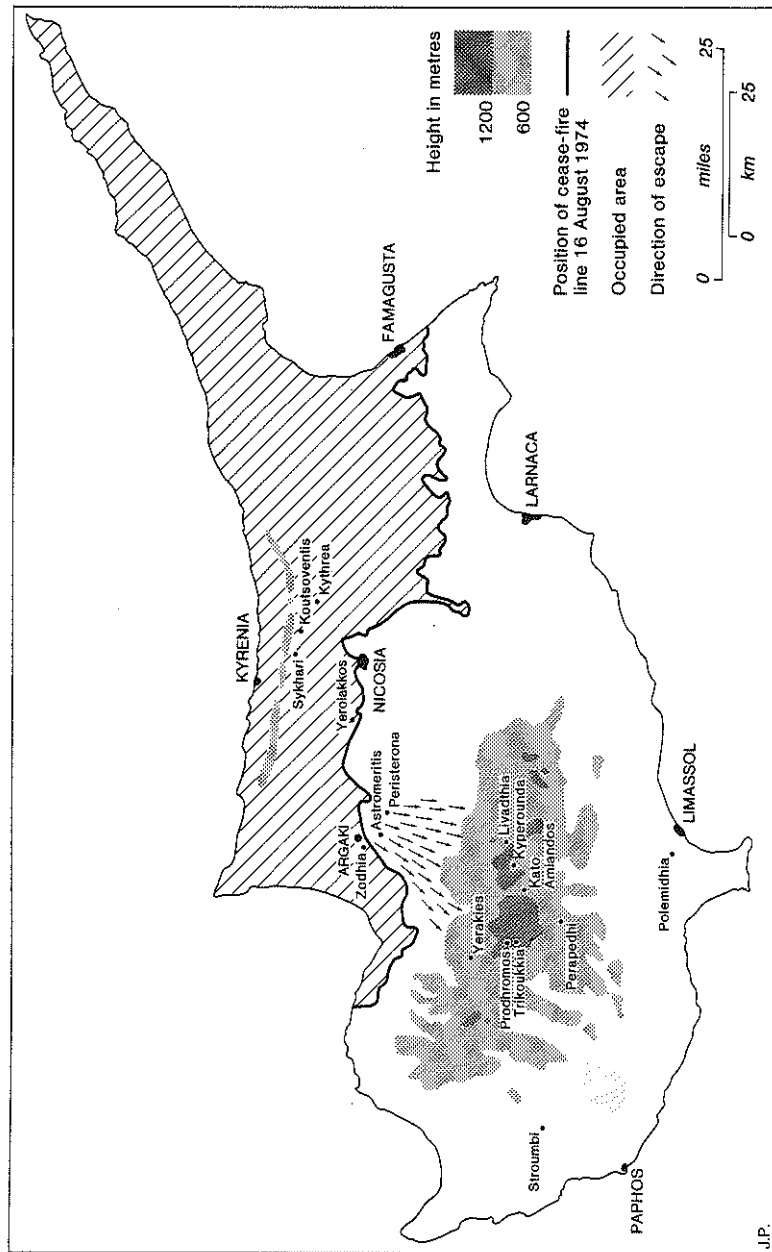 KYRENIA
Sykhari
Koutsoventis
Kythrea
Yerolakkos
NICOSIA
FAMAGUSTA
ARGAKI
Zodhia
Astromeritis
Peristerona
LARNACA
Yerakies
Livadthia
Kyperounda
Kato
Amiandos
Prodhromos
Trikoukkia
Perapedhi
Stroumbi
PAPHOS
Polemidhia
LIMASSOL
Height in metres
1200
600
Position of cease-fire
line 16 August 1974
Occupied area
Direction of escape
0 miles 25
0 km 25
J.P.